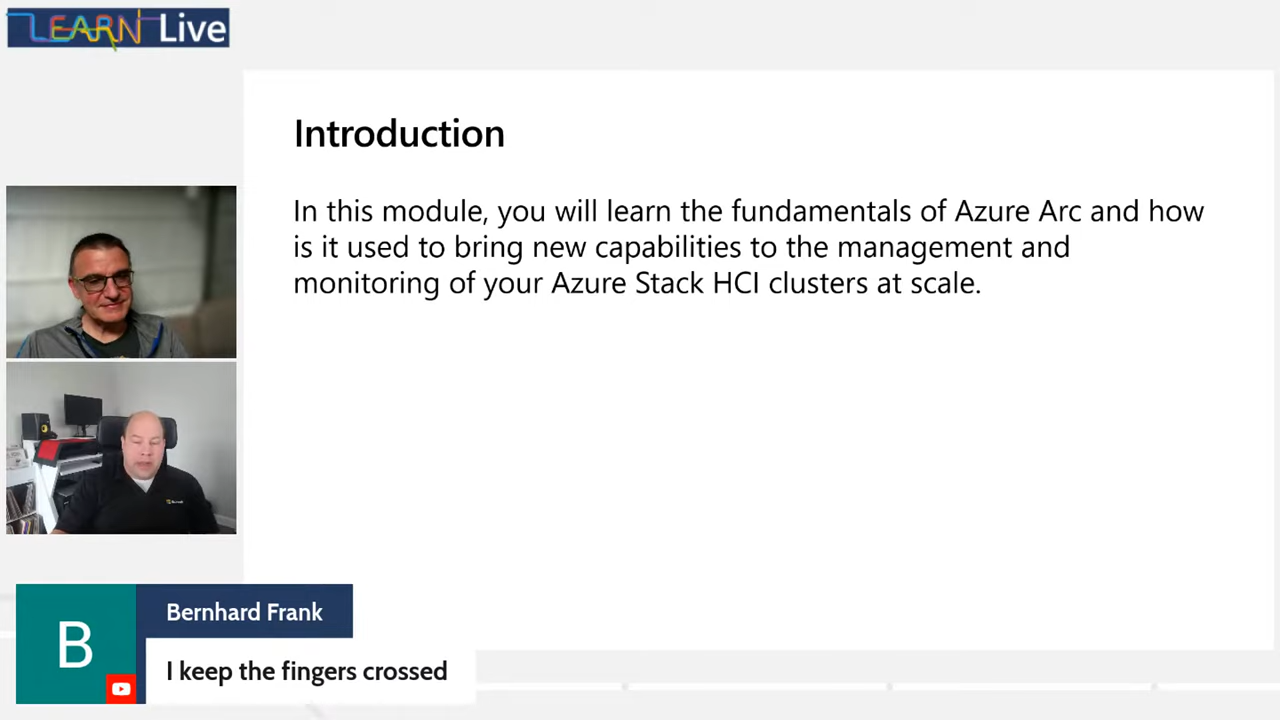 LEARN Live
Introduction
In this module, you will learn the fundamentals of Azure Arc and how
is it used to bring new capabilities to the management and
monitoring of your Azure Stack HCI clusters at scale.
B
Bernhard Frank
I keep the fingers crossed